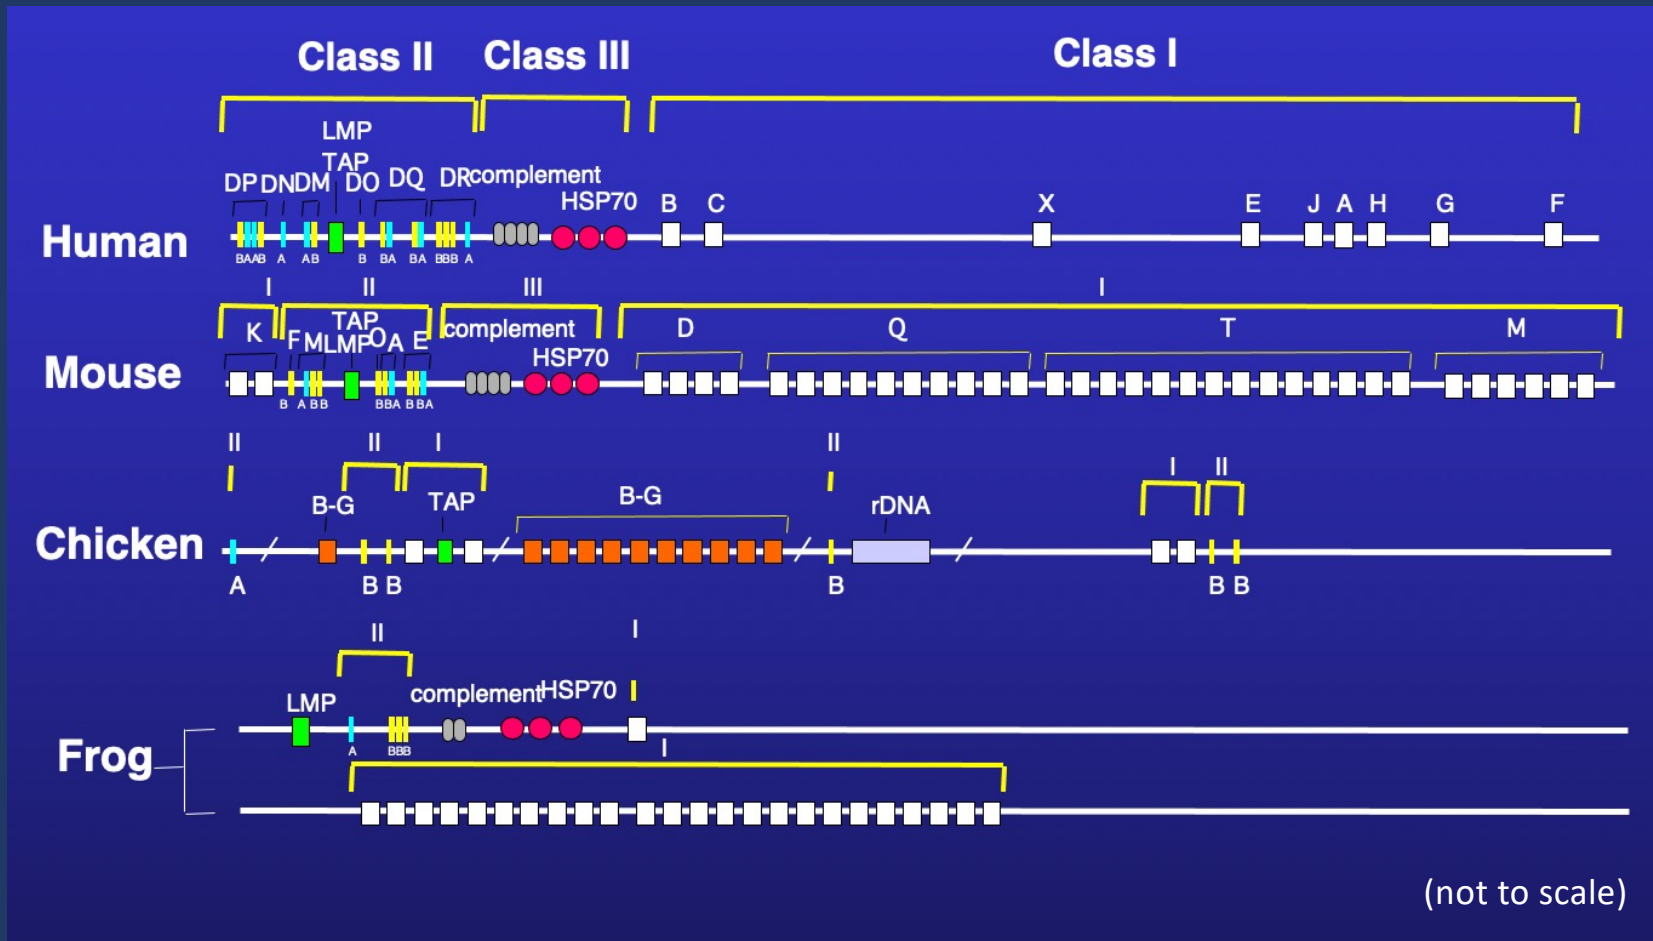 Class II Class III Class I
LMP
TAP
DP DN DM DO DQ DR complement
HSP70 B C X E J A H G F
Human
BAAB A AB B BA BA BBB A
I II III I
K F M TAP O A E complement D Q T M
LMP
HSP70
Mouse
B A BB BBA BBA
II II I II I II
B-G TAP B-G rDNA
Chicken
A B B B B B
II I
LMP complement HSP70
A BBB I
Frog
(not to scale)